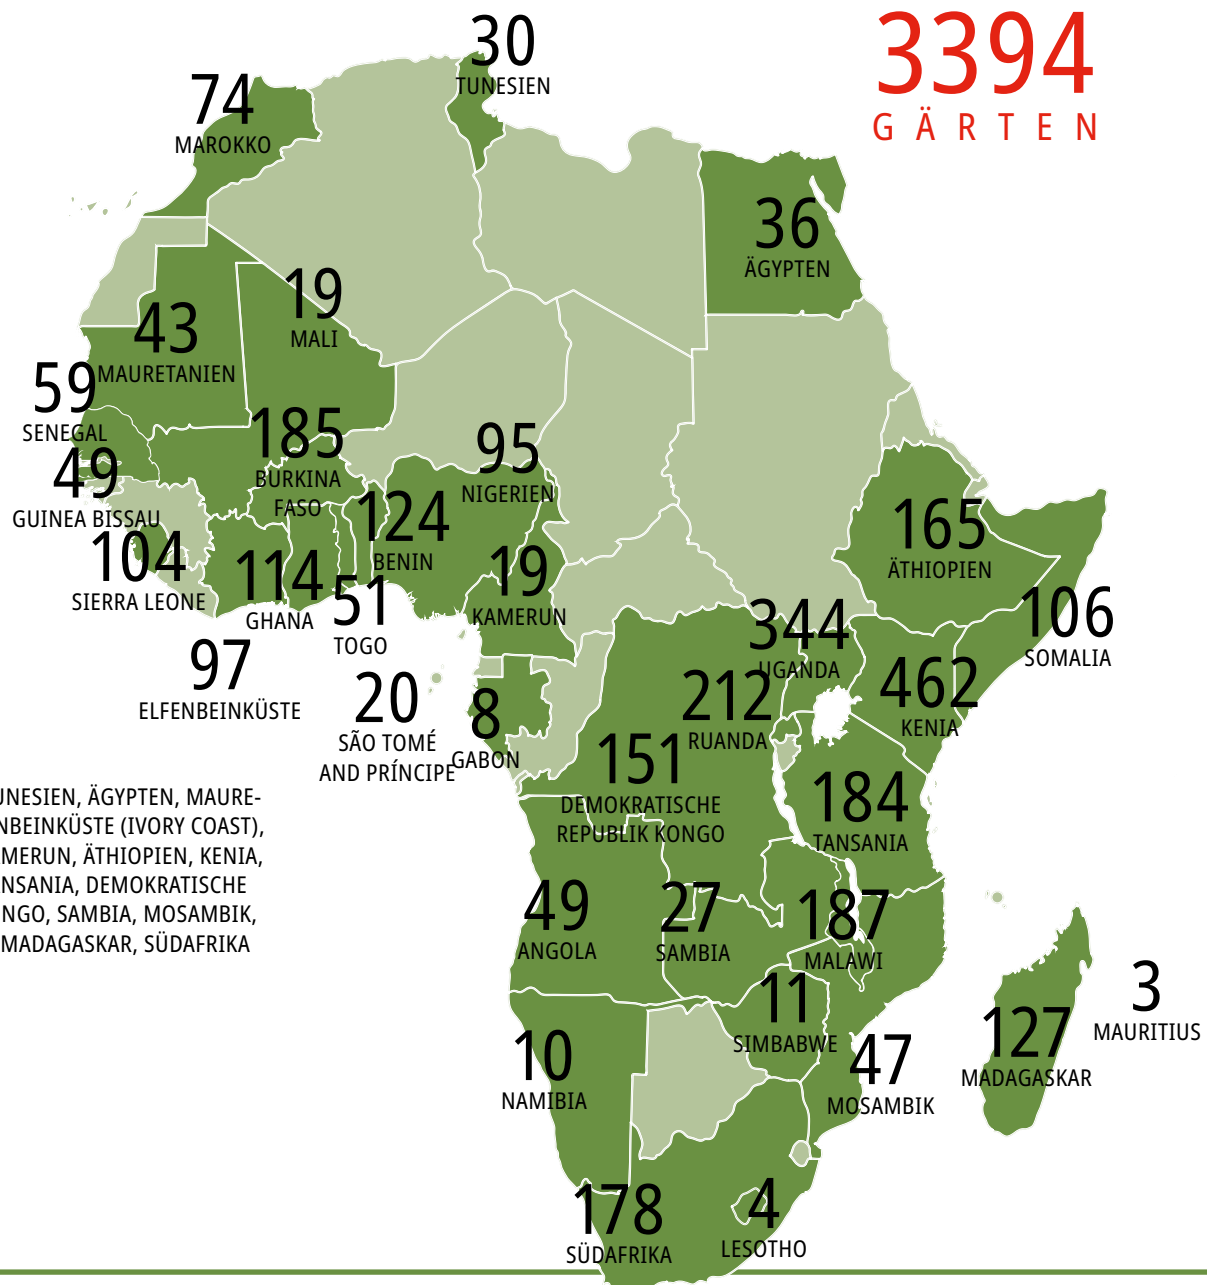 3394
GÄRTEN
30
TUNESIEN
74
MAROKKO
36
ÄGYPTEN
19
MALI
43
MAURETANIEN
59
SENEGAL
185
BURKINA
FASO
95
NIGERIEN
49
GUINEA BISSAU
124
BENIN
165
ÄTHIOPIEN
104
SIERRA LEONE
114
GHANA
51
TOGO
19
KAMERUN
344
UGANDA
106
SOMALIA
97
ELFENBEINKÜSTE
20
SÃO TOMÉ
AND PRÍNCIPE
8
GABON
212
RUANDA
462
KENIA
151
DEMOKRATISCHE
REPUBLIK KONGO
184
TANSANIA
UNESIEN, ÄGYPTEN, MAURE-
NBEINKÜSTE (IVORY COAST),
MERUN, ÄTHIOPIEN, KENIA,
NSANIA, DEMOKRATISCHE
NGO, SAMBIA, MOSAMBIK,
MADAGASKAR, SÜDAFRIKA
49
ANGOLA
27
SAMBIA
187
MALAWI
11
SIMBABWE
3
MAURITIUS
10
NAMIBIA
47
MOSAMBIK
127
MADAGASKAR
178
SÜDAFRIKA
4
LESOTHO